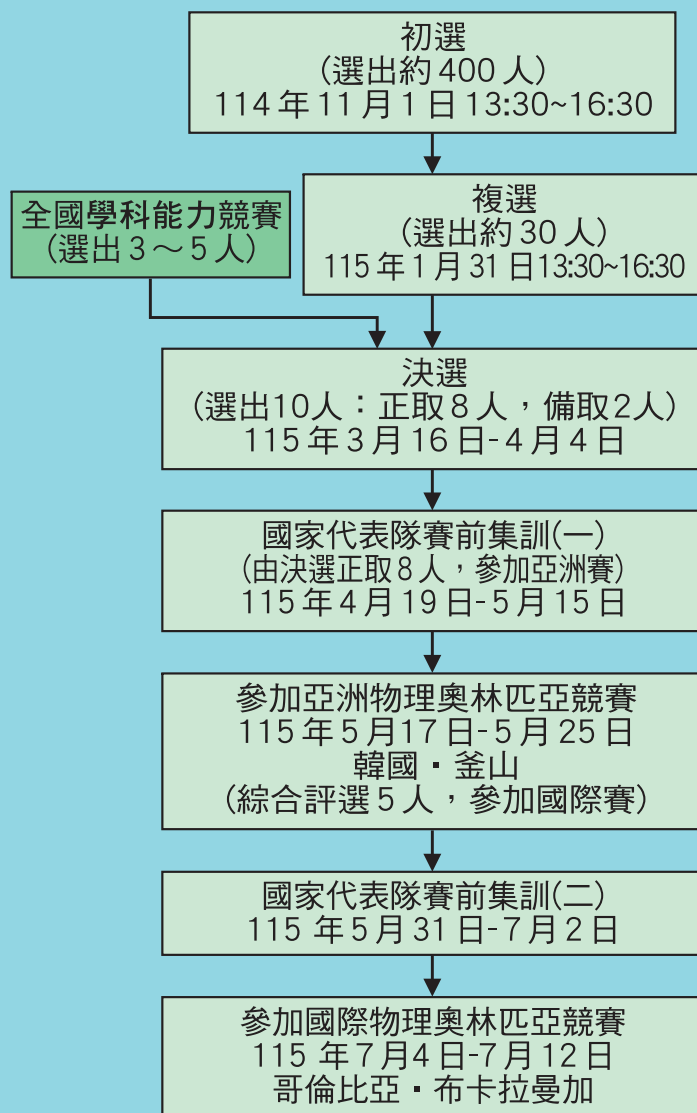 初選
(選出約 400 人)
114 年 11 月 1 日 13:30~16:30
全國學科能力競賽
(選出 3～5 人)
複選
(選出約 30 人)
115 年 1 月 31 日 13:30~16:30
決選
(選出10人：正取 8 人，備取 2人)
115 年 3 月 16 日- 4 月 4 日
國家代表隊賽前集訓(一)
(由決選正取 8 人，參加亞洲賽)
115 年 4 月 19 日- 5 月 15 日
參加亞洲物理奧林匹亞競賽
115 年 5 月17 日- 5 月 25 日
韓國▪釜山
(綜合評選 5 人，參加國際賽)
國家代表隊賽前集訓(二)
115 年 5 月 31 日-7 月 2 日
參加國際物理奧林匹亞競賽
115 年 7月4 日-7 月 12 日
哥倫比亞▪布卡拉曼加